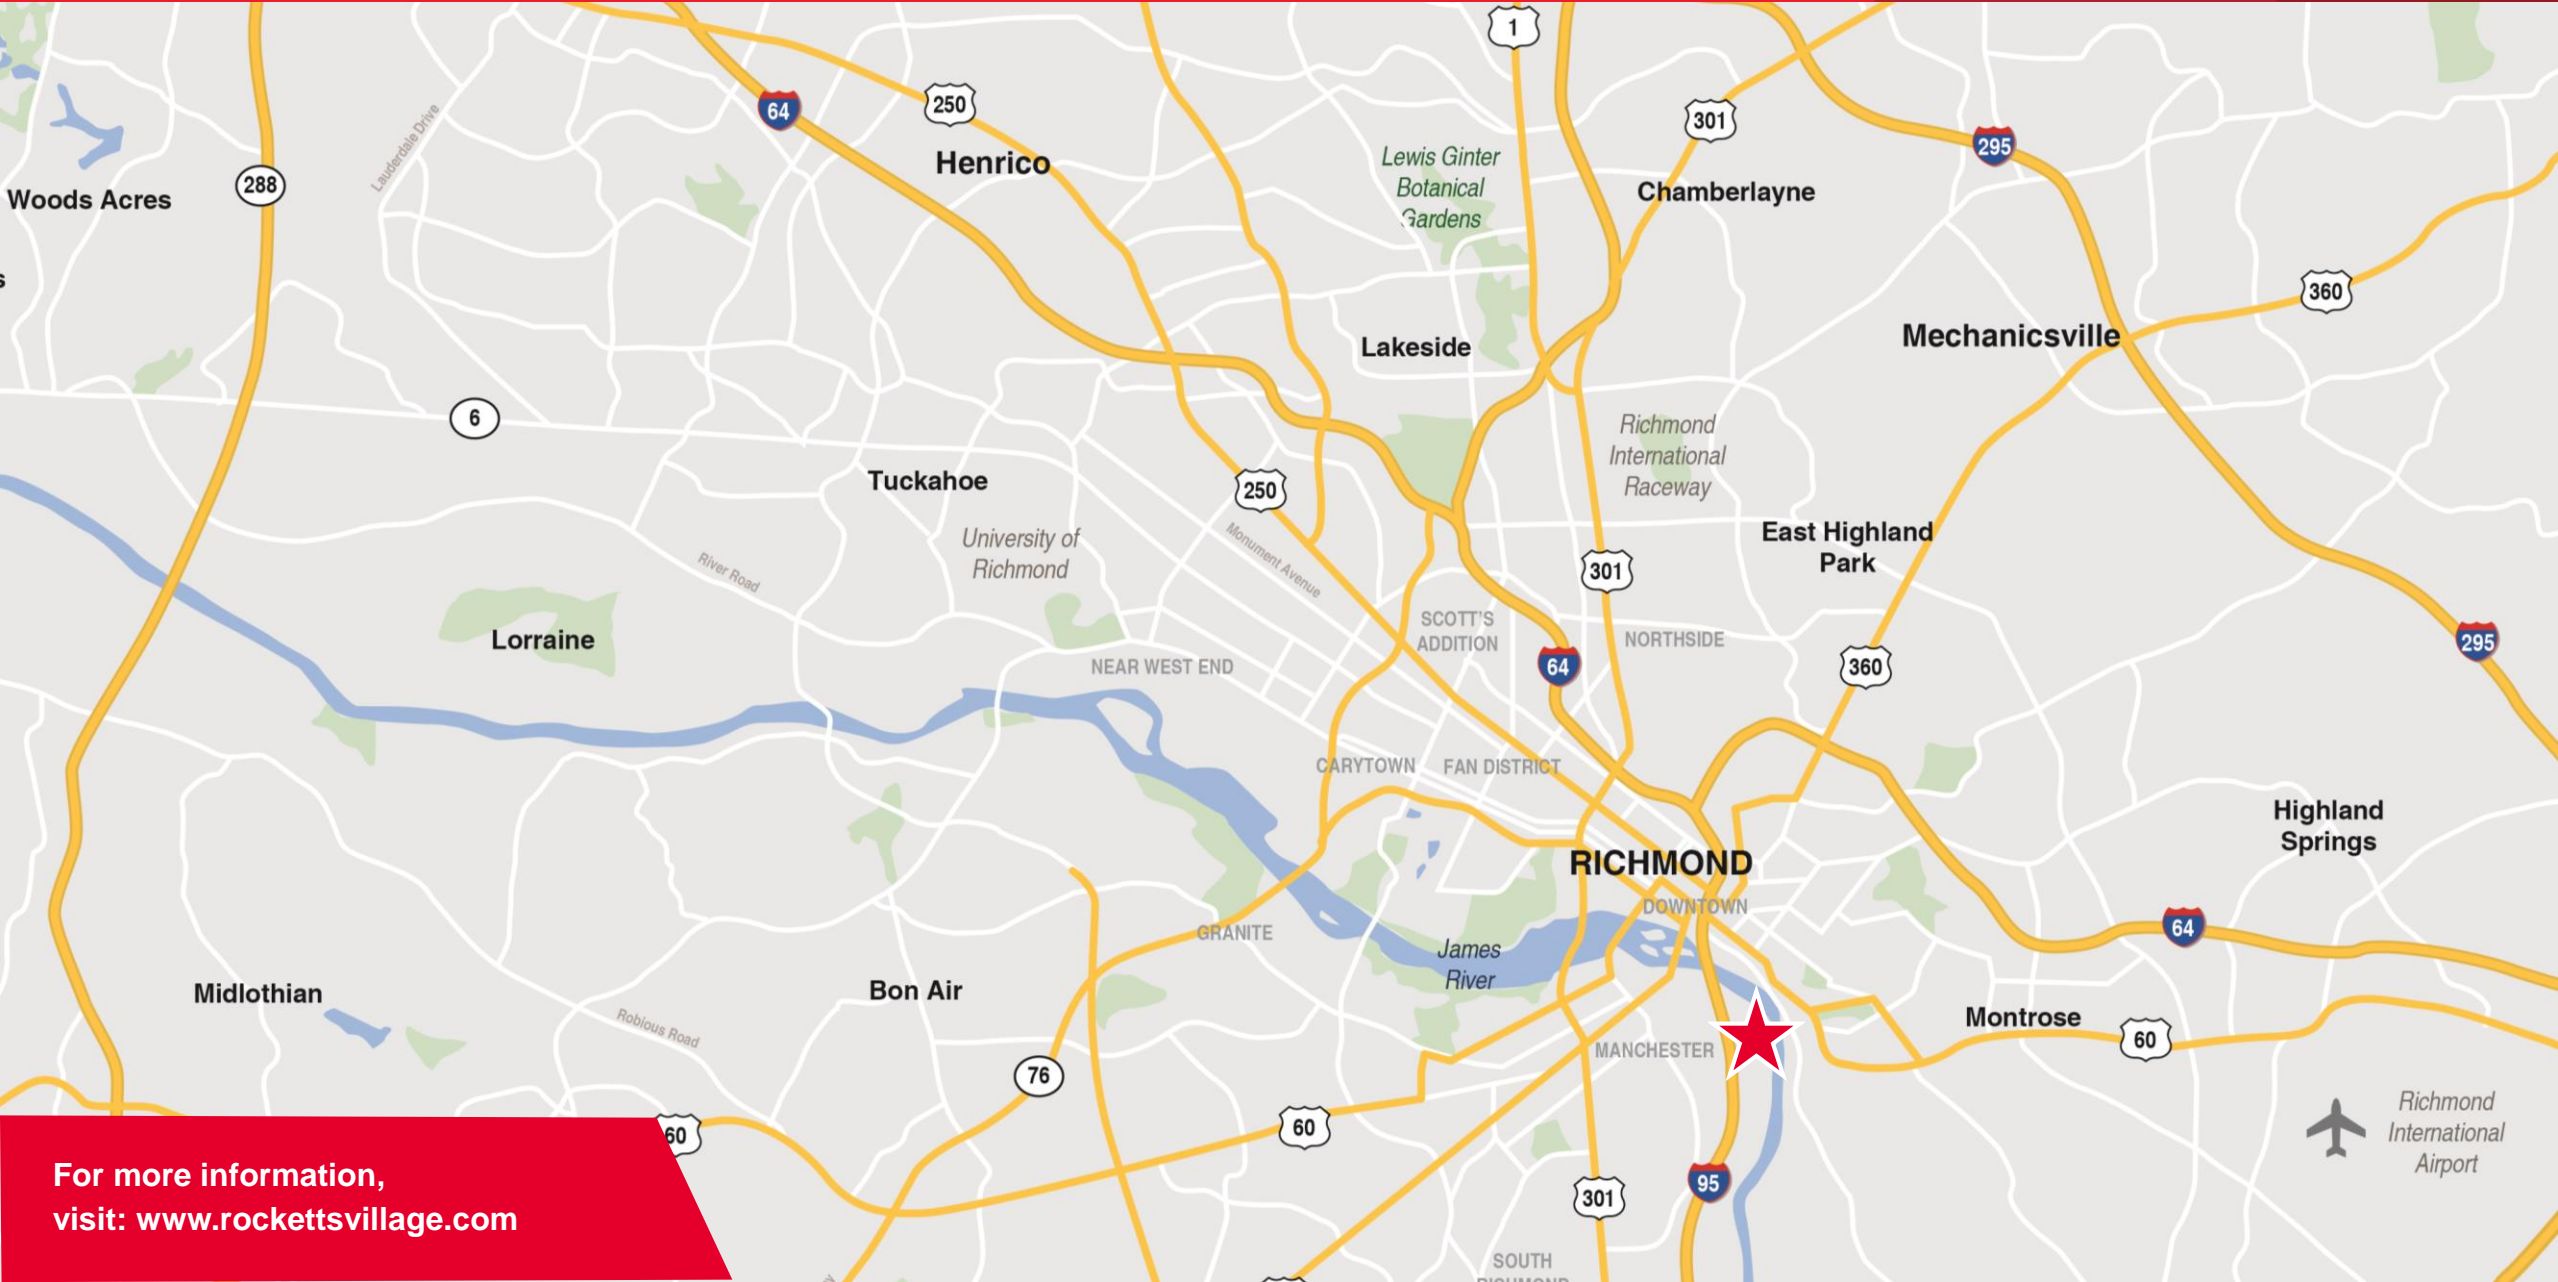 1
64
250
301
295
Henrico
Lauderdale Drive
Lewis Ginter
Botanical
Gardens
Chamberlayne
Woods Acres
288
s
360
Mechanicsville
Lakeside
6
Richmond
International
Raceway
Tuckahoe
250
University of
Richmond
Monument Avenue
River Road
East Highland
Park
301
SCOTT'S
ADDITION
NORTHSIDE
Lorraine
295
NEAR WEST END
64
360
CARYTOWN
FAN DISTRICT
Highland
Springs
RICHMOND
DOWNTOWN
GRANITE
64
James
River
Midlothian
Bon Air
Robious Road
Montrose
60
MANCHESTER
76
Richmond
International
Airport
60
60
95
301
For more information,
visit: www.rockettsvillage.com
SOUTH
RICHMOND